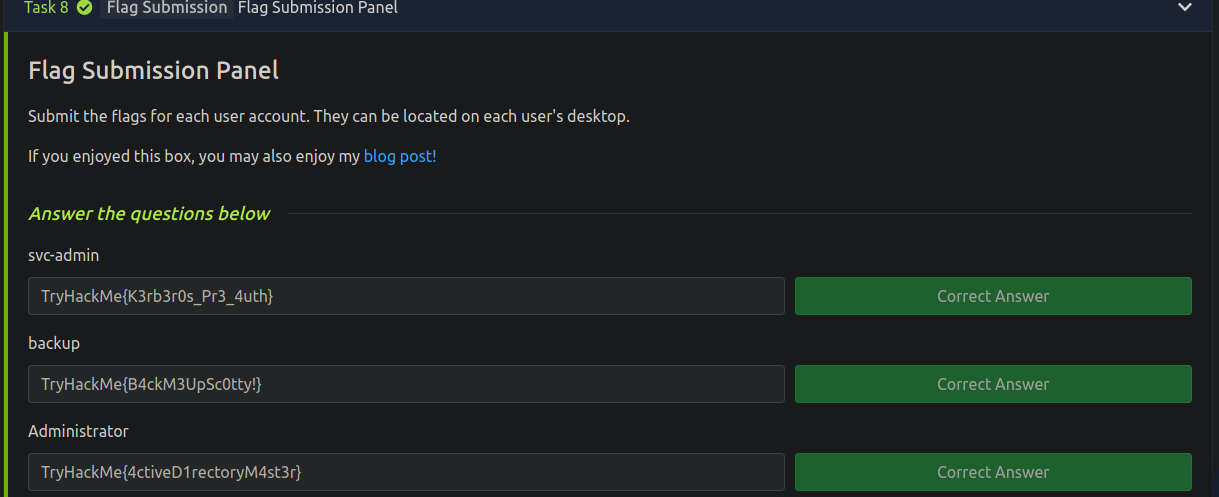 Task 8 Flag Submission Flag Submission Panel
Flag Submission Panel
Submit the flags for each user account. They can be located on each user's desktop.
If you enjoyed this box, you may also enjoy my blog post!
Answer the questions below
svc-admin
TryHackMe{K3rb3r0s_Pr3_4uth}
Correct Answer
backup
TryHackMe{B4ckM3UpSc0tty!}
Correct Answer
Administrator
TryHackMe{4ctiveD1rectoryM4st3r}
Correct Answer